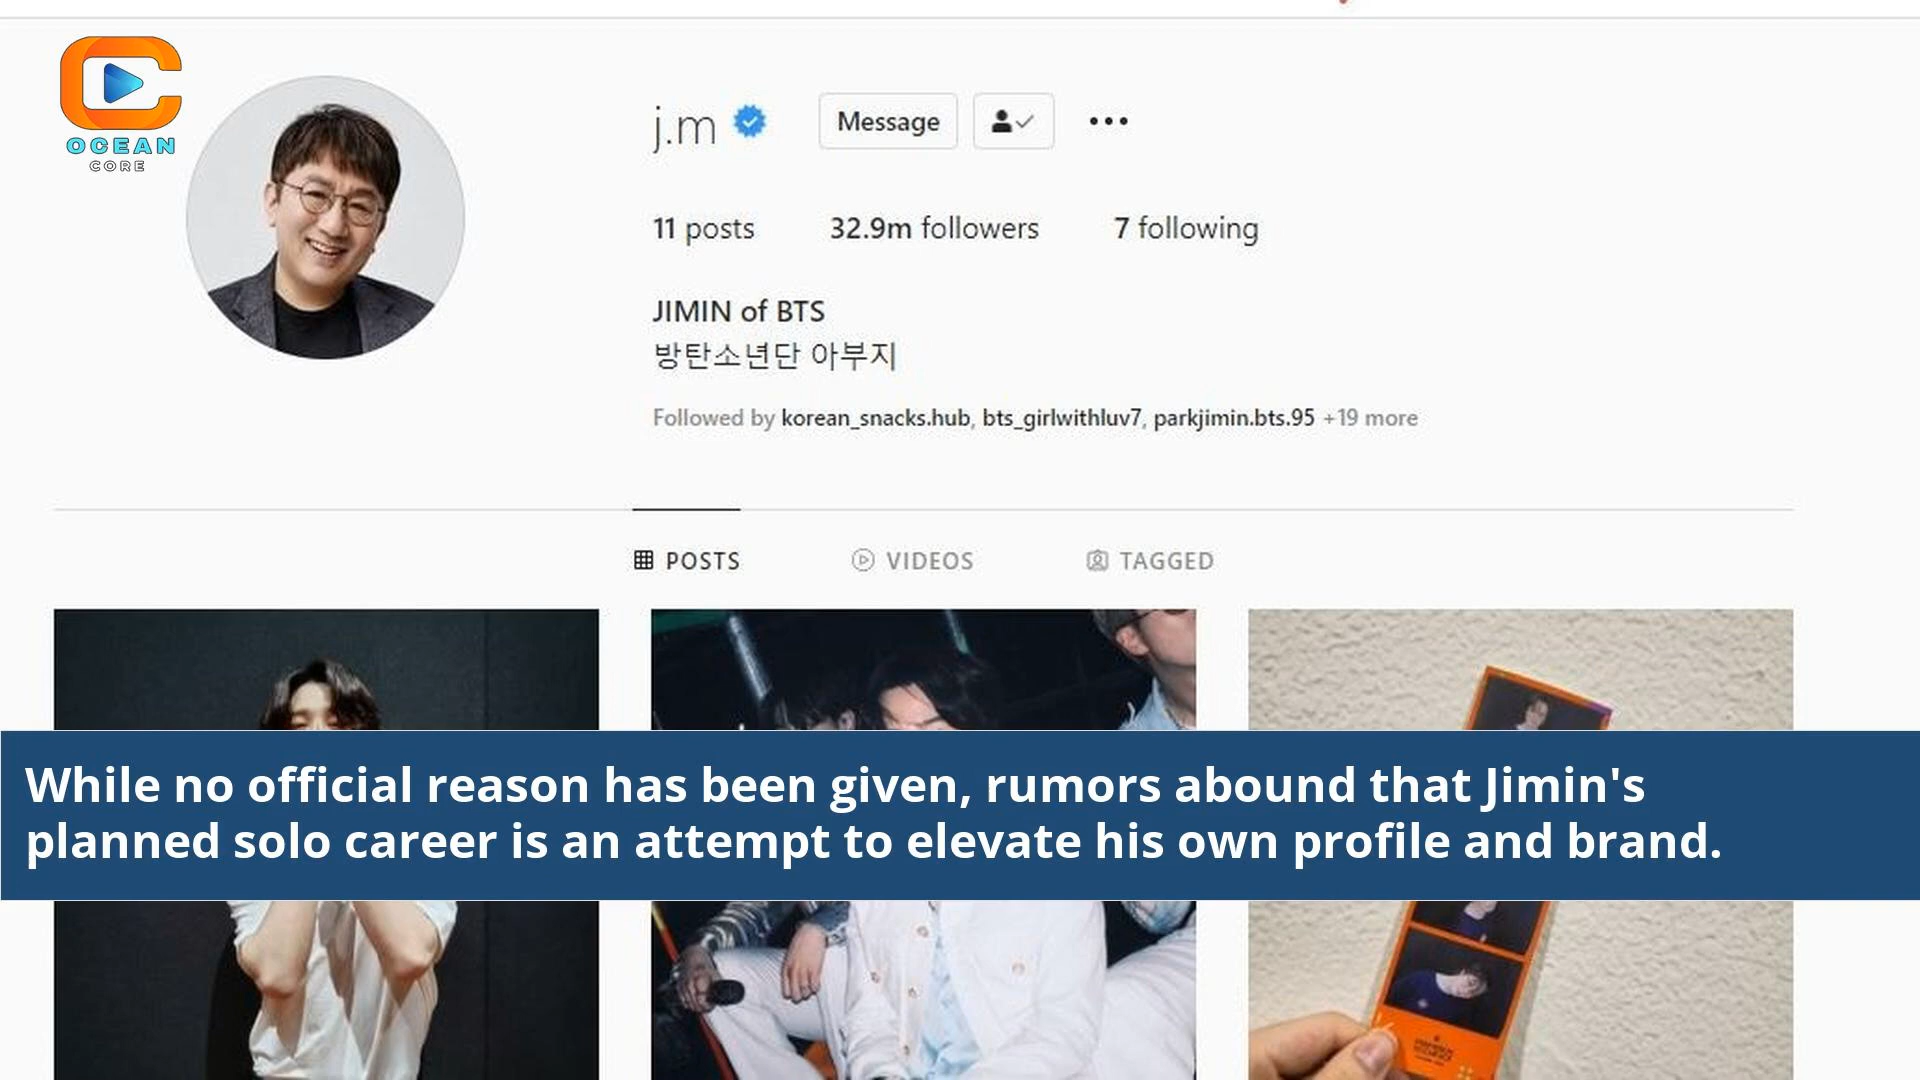 OCEAN
CORE
j.m
Message
11 posts 32.9m followers 7 following
JIMIN of BTS
방탄소년단 아부지
Followed by korean_snacks.hub, bts_girlwithluv7, parkjimin.bts.95 +19 more
POSTS VIDEOS TAGGED
While no official reason has been given, rumors abound that Jimin's
planned solo career is an attempt to elevate his own profile and brand.